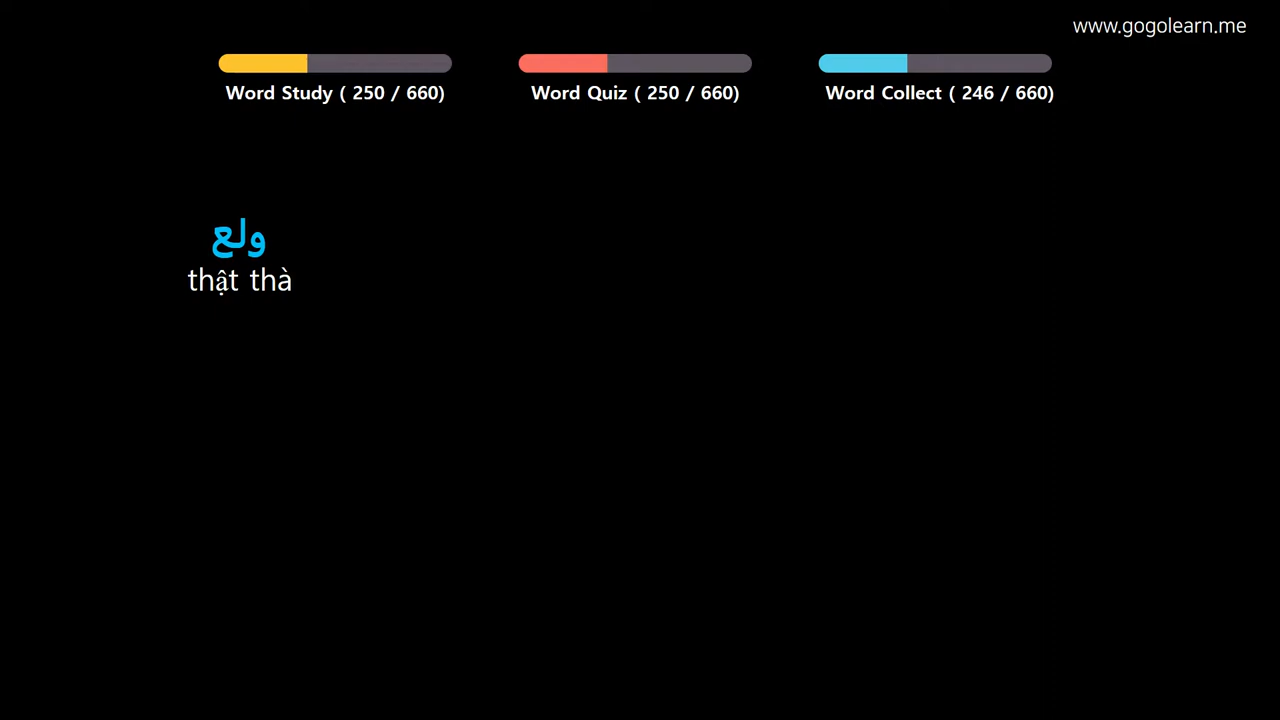 www.gogolearn.me
Word Study ( 250 / 660)
Word Quiz ( 250 / 660)
Word Collect ( 246 / 660)
ولع
thật thà